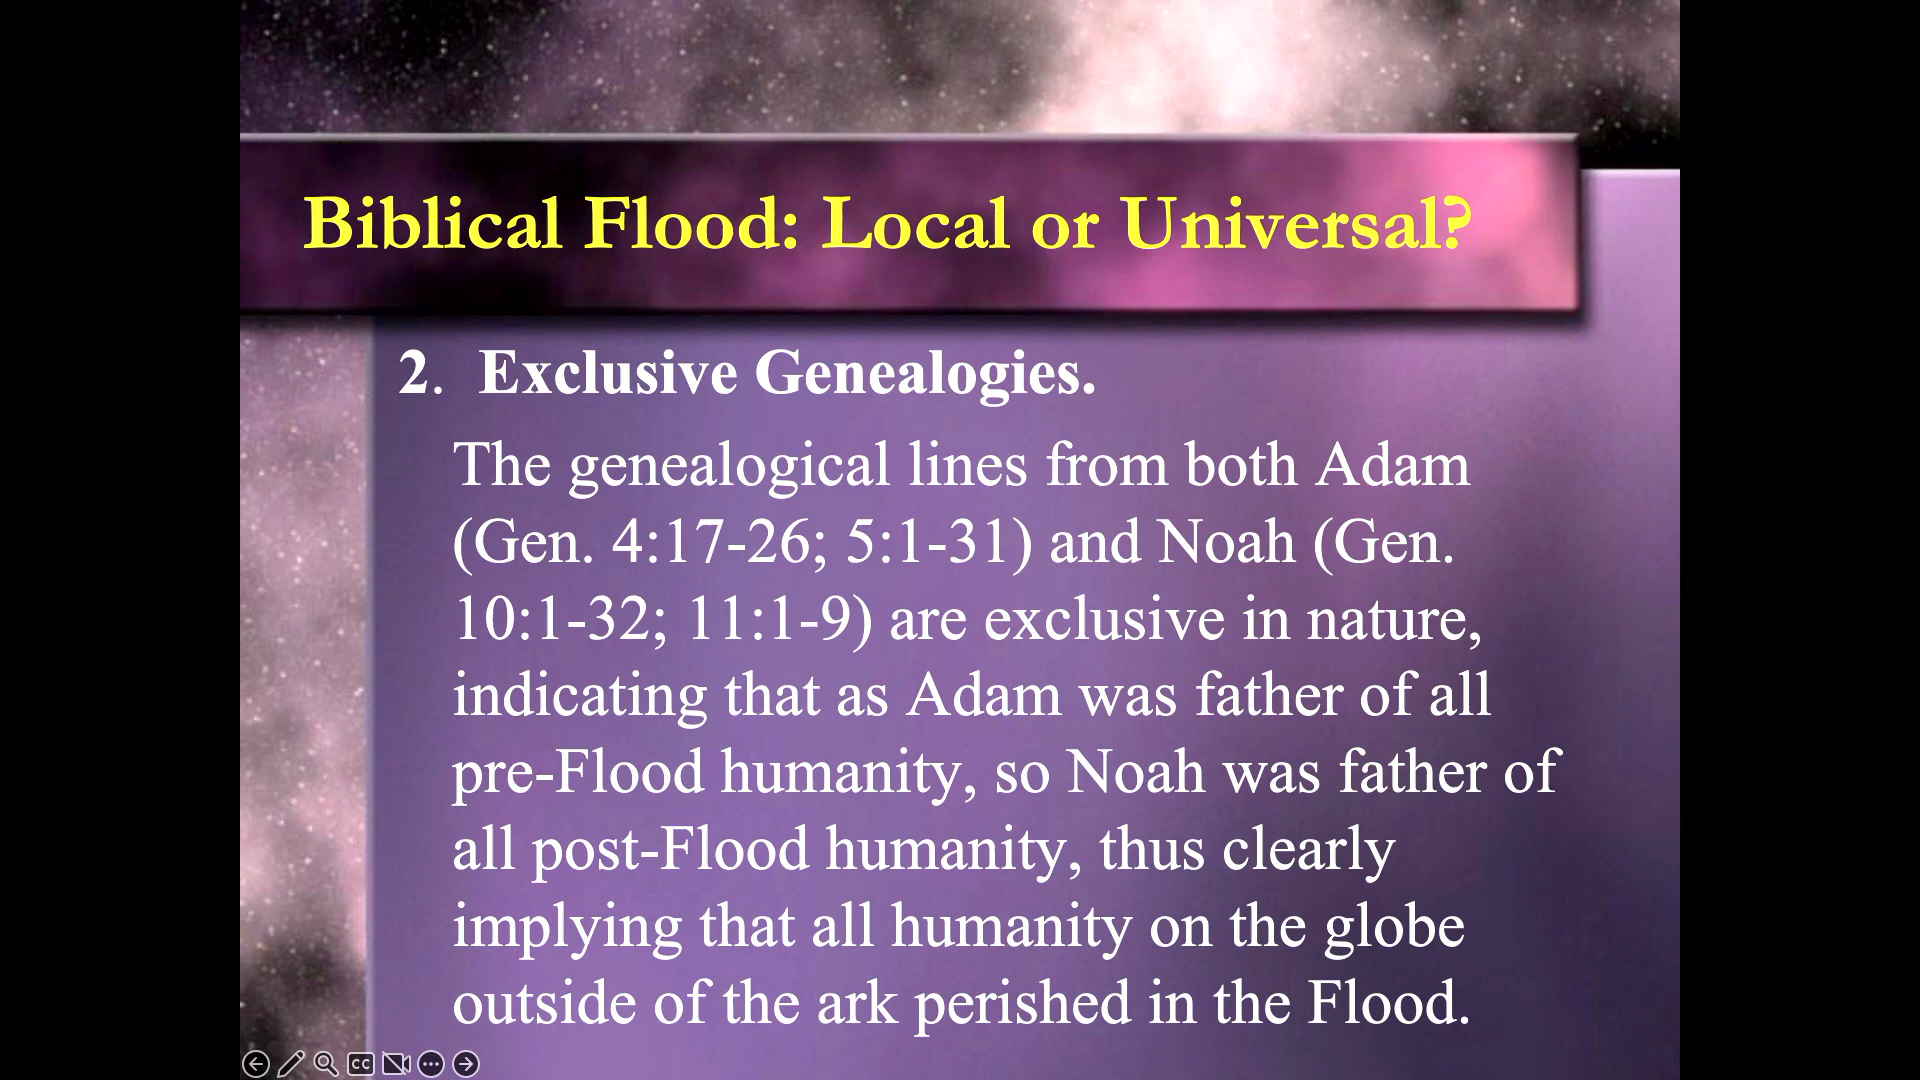 Biblical Flood: Local or Universal?
2. Exclusive Genealogies.
The genealogical lines from both Adam
(Gen. 4:17-26; 5:1-31) and Noah (Gen.
10:1-32; 11:1-9) are exclusive in nature,
indicating that as Adam was father of all
pre-Flood humanity, so Noah was father of
all post-Flood humanity, thus clearly
implying that all humanity on the globe
outside of the ark perished in the Flood.
CC